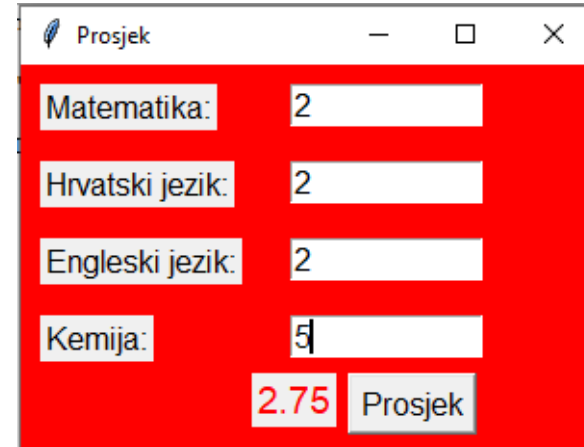 Prosjek
Matematika: 2
Hrvatski jezik: 2
Engleski jezik: 2
Kemija: 5
2.75 Prosjek